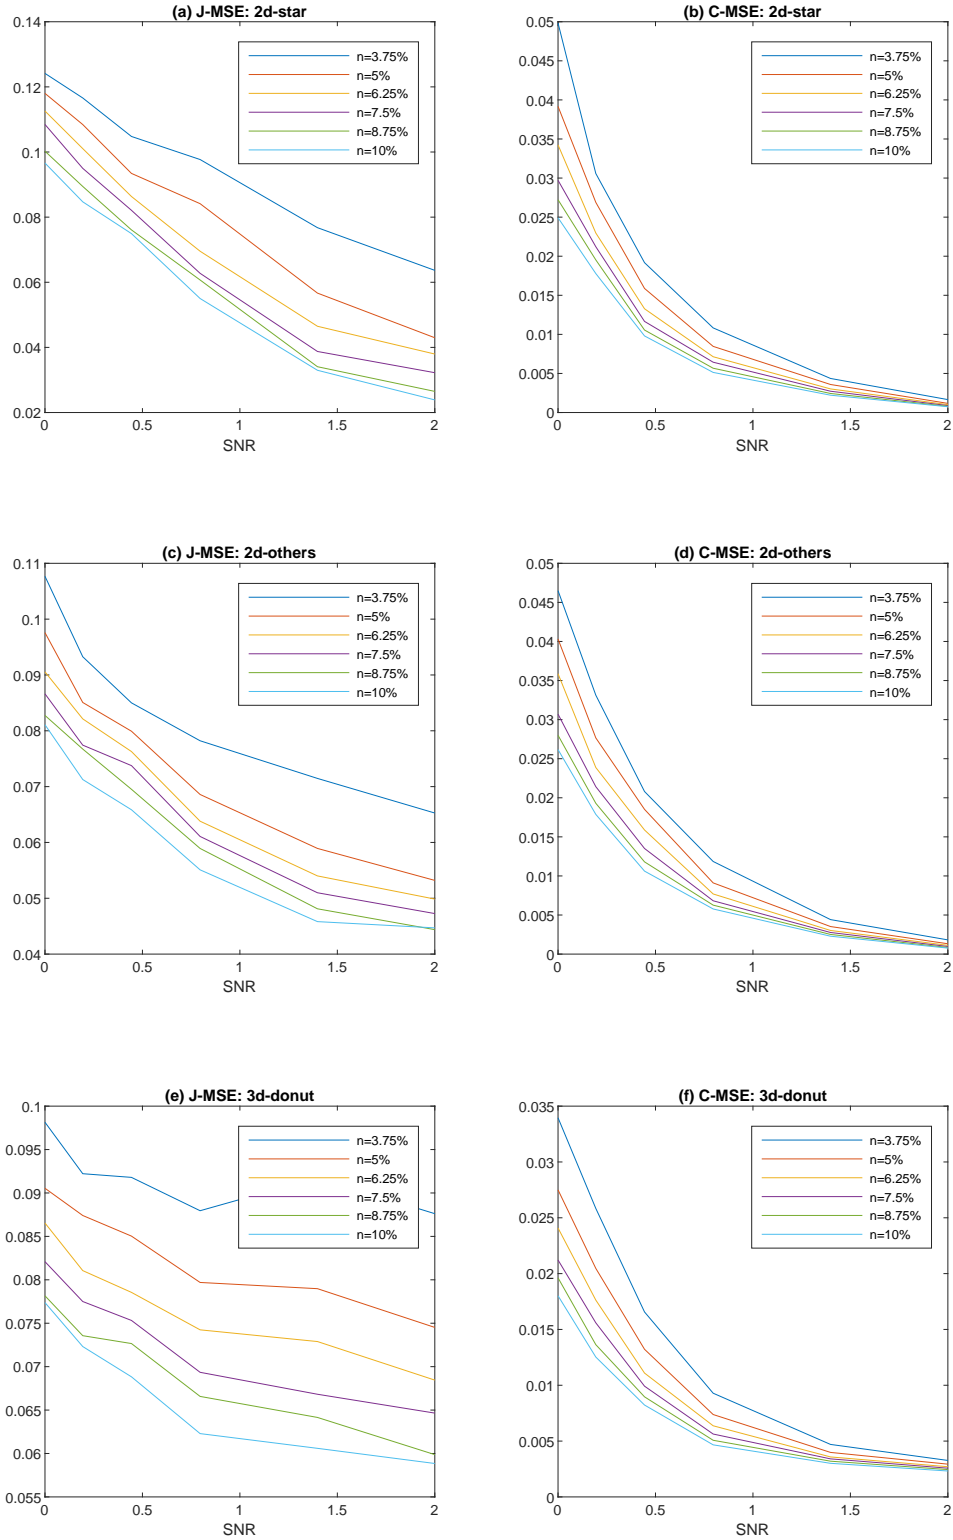 (a) J-MSE: 2d-star
0.14
0.12
0.1
0.08
0.06
0.04
0.02
0
0.5
1
1.5
2
SNR
n=3.75%
n=5%
n=6.25%
n=7.5%
n=8.75%
n=10%
(b) C-MSE: 2d-star
0.05
0.045
0.04
0.035
0.03
0.025
0.02
0.015
0.01
0.005
0
0
0.5
1
1.5
2
SNR
n=3.75%
n=5%
n=6.25%
n=7.5%
n=8.75%
n=10%
(c) J-MSE: 2d-others
0.11
0.1
0.09
0.08
0.07
0.06
0.05
0.04
0
0.5
1
1.5
2
SNR
n=3.75%
n=5%
n=6.25%
n=7.5%
n=8.75%
n=10%
(d) C-MSE: 2d-others
0.05
0.045
0.04
0.035
0.03
0.025
0.02
0.015
0.01
0.005
0
0
0.5
1
1.5
2
SNR
n=3.75%
n=5%
n=6.25%
n=7.5%
n=8.75%
n=10%
(e) J-MSE: 3d-donut
0.1
0.095
0.09
0.085
0.08
0.075
0.07
0.065
0.06
0.055
0
0.5
1
1.5
2
SNR
n=3.75%
n=5%
n=6.25%
n=7.5%
n=8.75%
n=10%
(f) C-MSE: 3d-donut
0.035
0.03
0.025
0.02
0.015
0.01
0.005
0
0
0.5
1
1.5
2
SNR
n=3.75%
n=5%
n=6.25%
n=7.5%
n=8.75%
n=10%